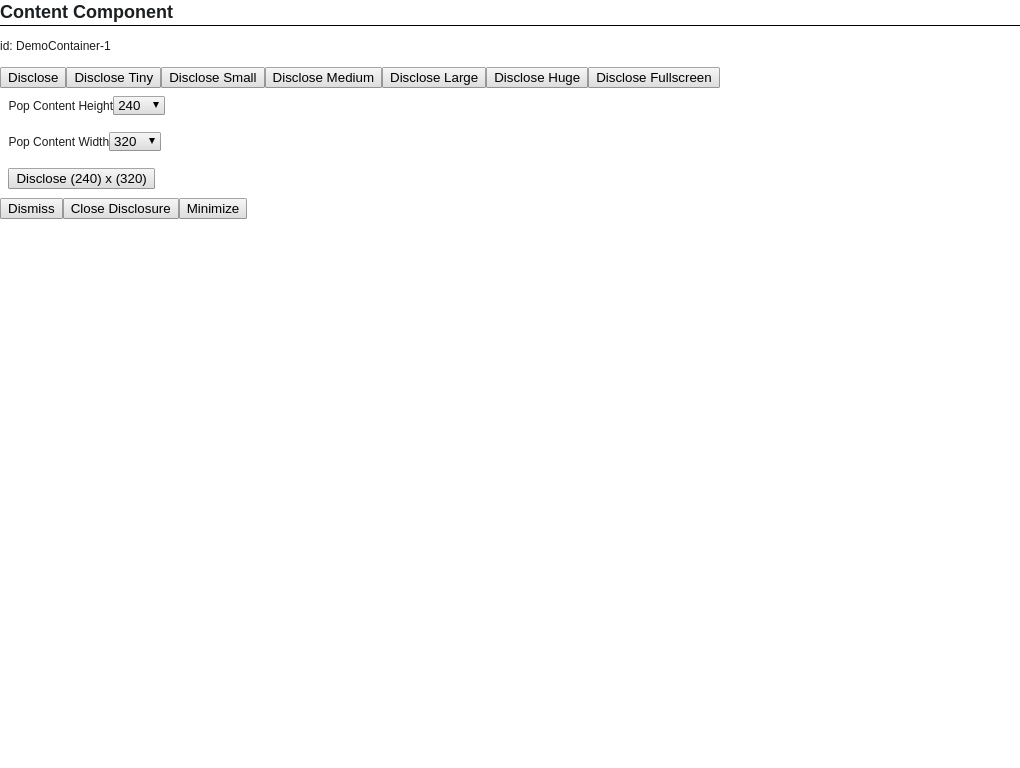 Content Component
id: DemoContainer-1
Disclose Disclose Tiny Disclose Small Disclose Medium Disclose Large Disclose Huge Disclose Fullscreen
Pop Content Height 240
Pop Content Width 320
Disclose (240) x (320)
Dismiss Close Disclosure Minimize